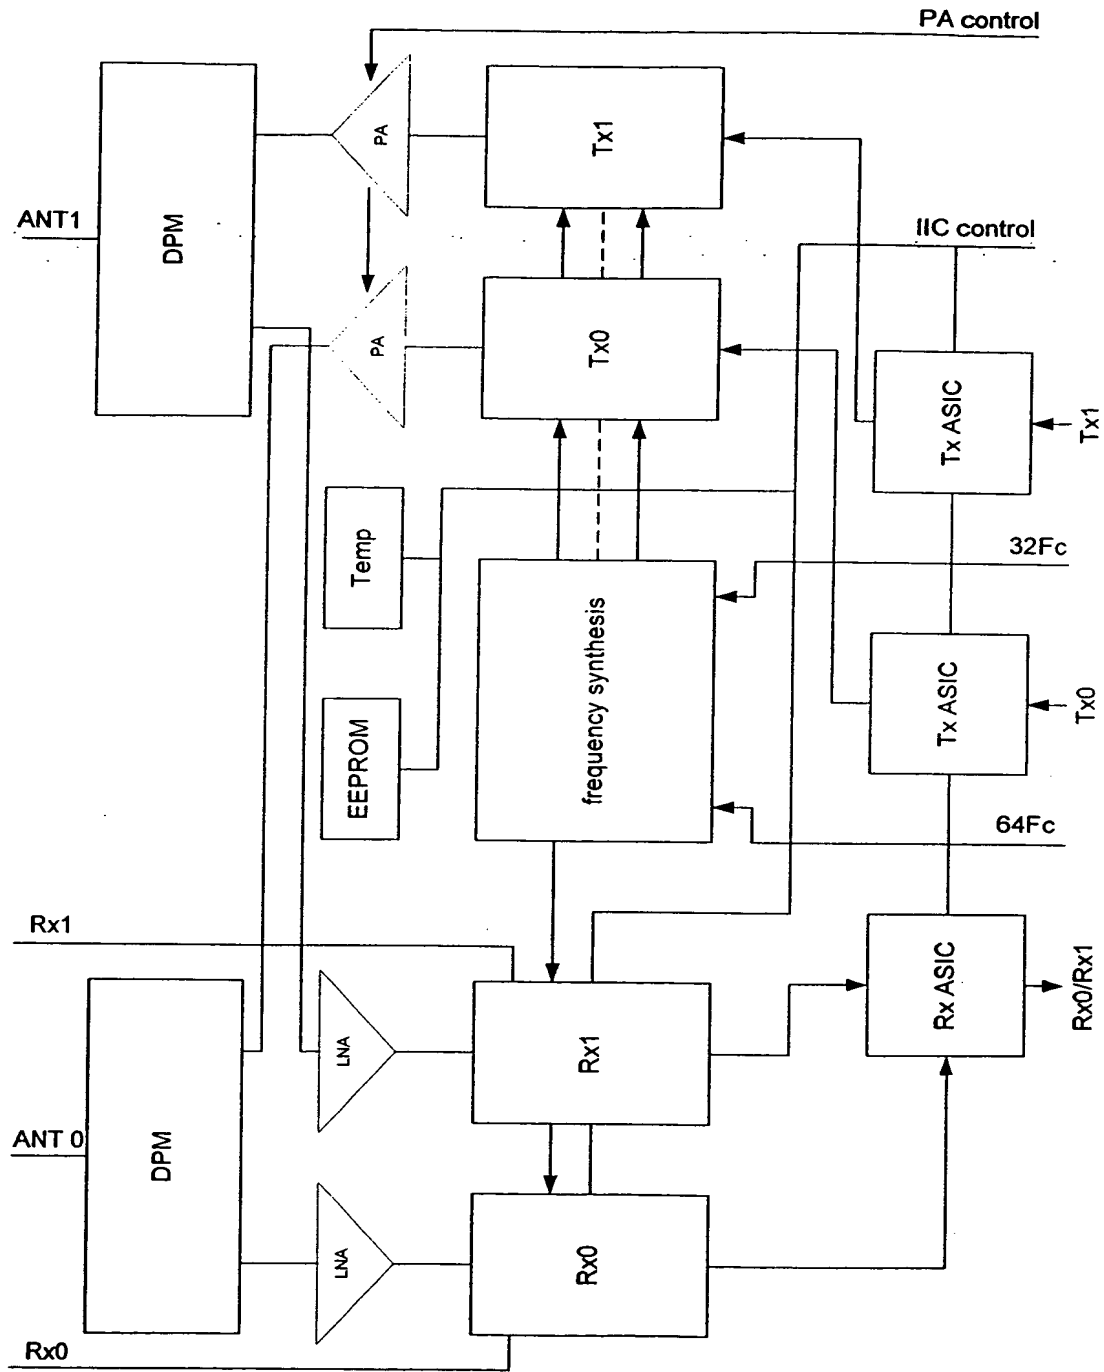 PA control
ANT1
DPM
PA
Tx1
IIC control
PA
Tx0
Tx ASIC
Tx1
Temp
32Fc
EEPROM
frequency synthesis
Tx ASIC
Tx0
64Fc
Rx1
LNA
Rx1
Rx ASIC
Rx0/Rx1
ANT 0
DPM
LNA
Rx0
Rx0